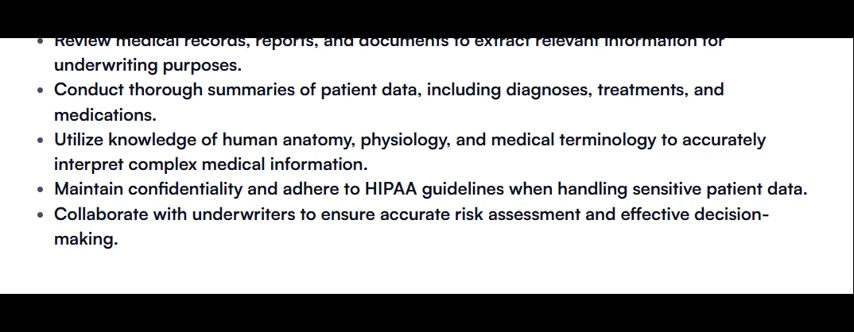 • Review medical records, reports, and documents to extract relevant information for
underwriting purposes.
• Conduct thorough summaries of patient data, including diagnoses, treatments, and
medications.
• Utilize knowledge of human anatomy, physiology, and medical terminology to accurately
interpret complex medical information.
• Maintain confidentiality and adhere to HIPAA guidelines when handling sensitive patient data.
• Collaborate with underwriters to ensure accurate risk assessment and effective decision-
making.